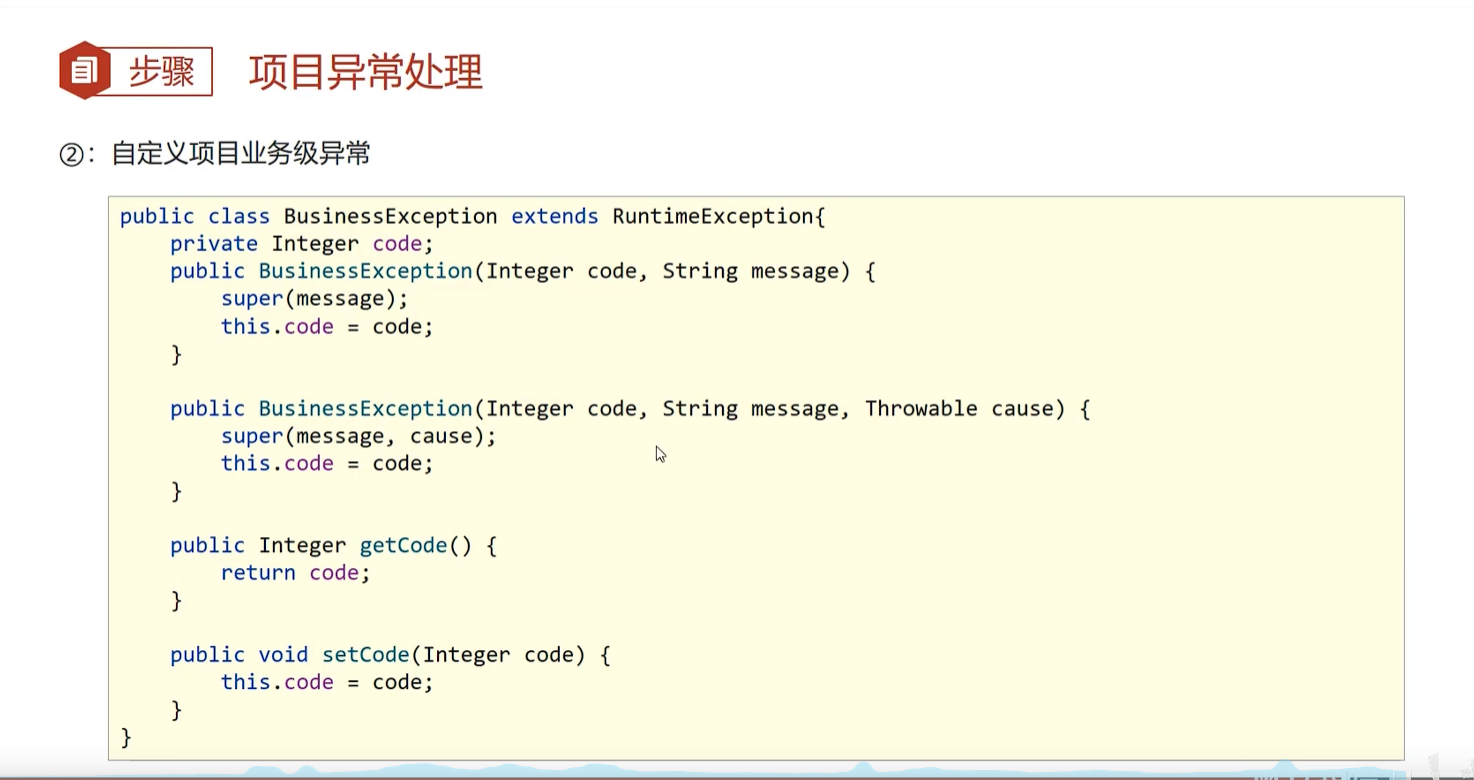 步骤 项目异常处理
②：自定义项目业务级异常
public class BusinessException extends RuntimeException{
    private Integer code;
    public BusinessException(Integer code, String message) {
        super(message);
        this.code = code;
    }
    public BusinessException(Integer code, String message, Throwable cause) {
        super(message, cause);
        this.code = code;
    }
    public Integer getCode() {
        return code;
    }
    public void setCode(Integer code) {
        this.code = code;
    }
}